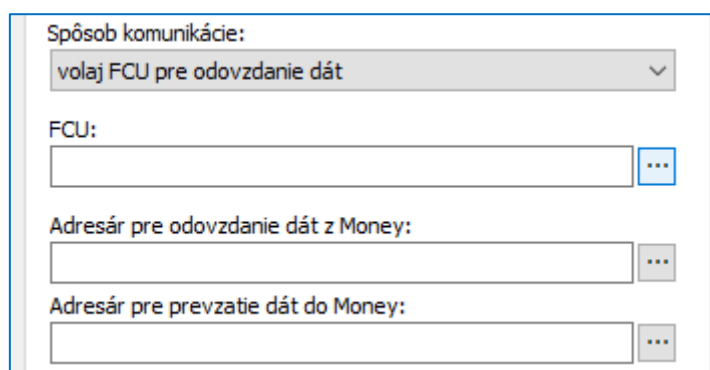 Spôsob komunikácie:
volaj FCU pre odovzdanie dát
FCU:
Adresár pre odovzdanie dát z Money:
Adresár pre prevzatie dát do Money: